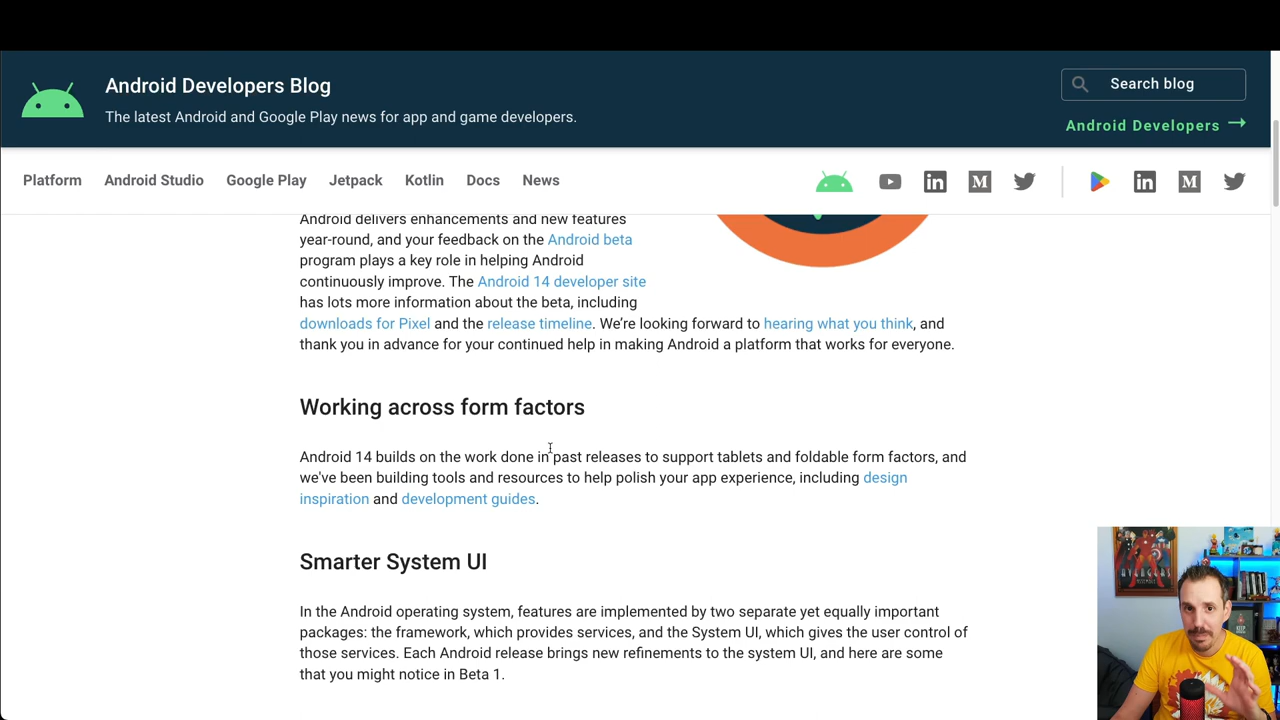 Android Developers Blog
The latest Android and Google Play news for app and game developers.
Search blog
Android Developers →
Platform Android Studio Google Play Jetpack Kotlin Docs News
Android delivers enhancements and new features
year-round, and your feedback on the Android beta
program plays a key role in helping Android
continuously improve. The Android 14 developer site
has lots more information about the beta, including
downloads for Pixel and the release timeline. We're looking forward to hearing what you think, and
thank you in advance for your continued help in making Android a platform that works for everyone.
Working across form factors
Android 14 builds on the work done in past releases to support tablets and foldable form factors, and
we've been building tools and resources to help polish your app experience, including design
inspiration and development guides.
Smarter System UI
In the Android operating system, features are implemented by two separate yet equally important
packages: the framework, which provides services, and the System UI, which gives the user control of
those services. Each Android release brings new refinements to the system UI, and here are some
that you might notice in Beta 1.
AVENGERS